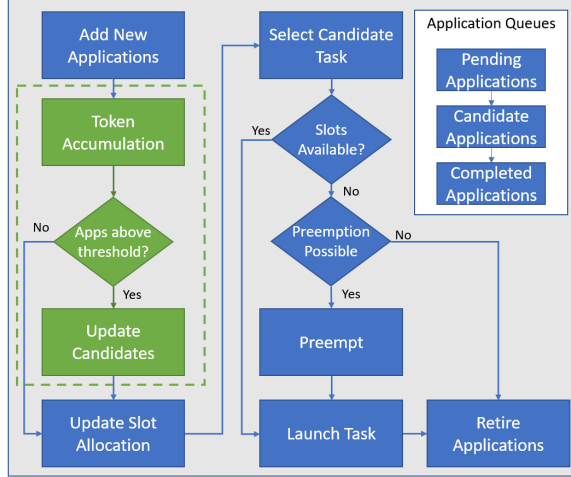 Add New
Applications
Token
Accumulation
No
Apps above
threshold?
Yes
Update
Candidates
Update Slot
Allocation
Select Candidate
Task
Yes
Slots
Available?
No
Preemption
Possible
No
Yes
Preempt
Launch Task
Retire
Applications
Application Queues
Pending
Applications
Candidate
Applications
Completed
Applications